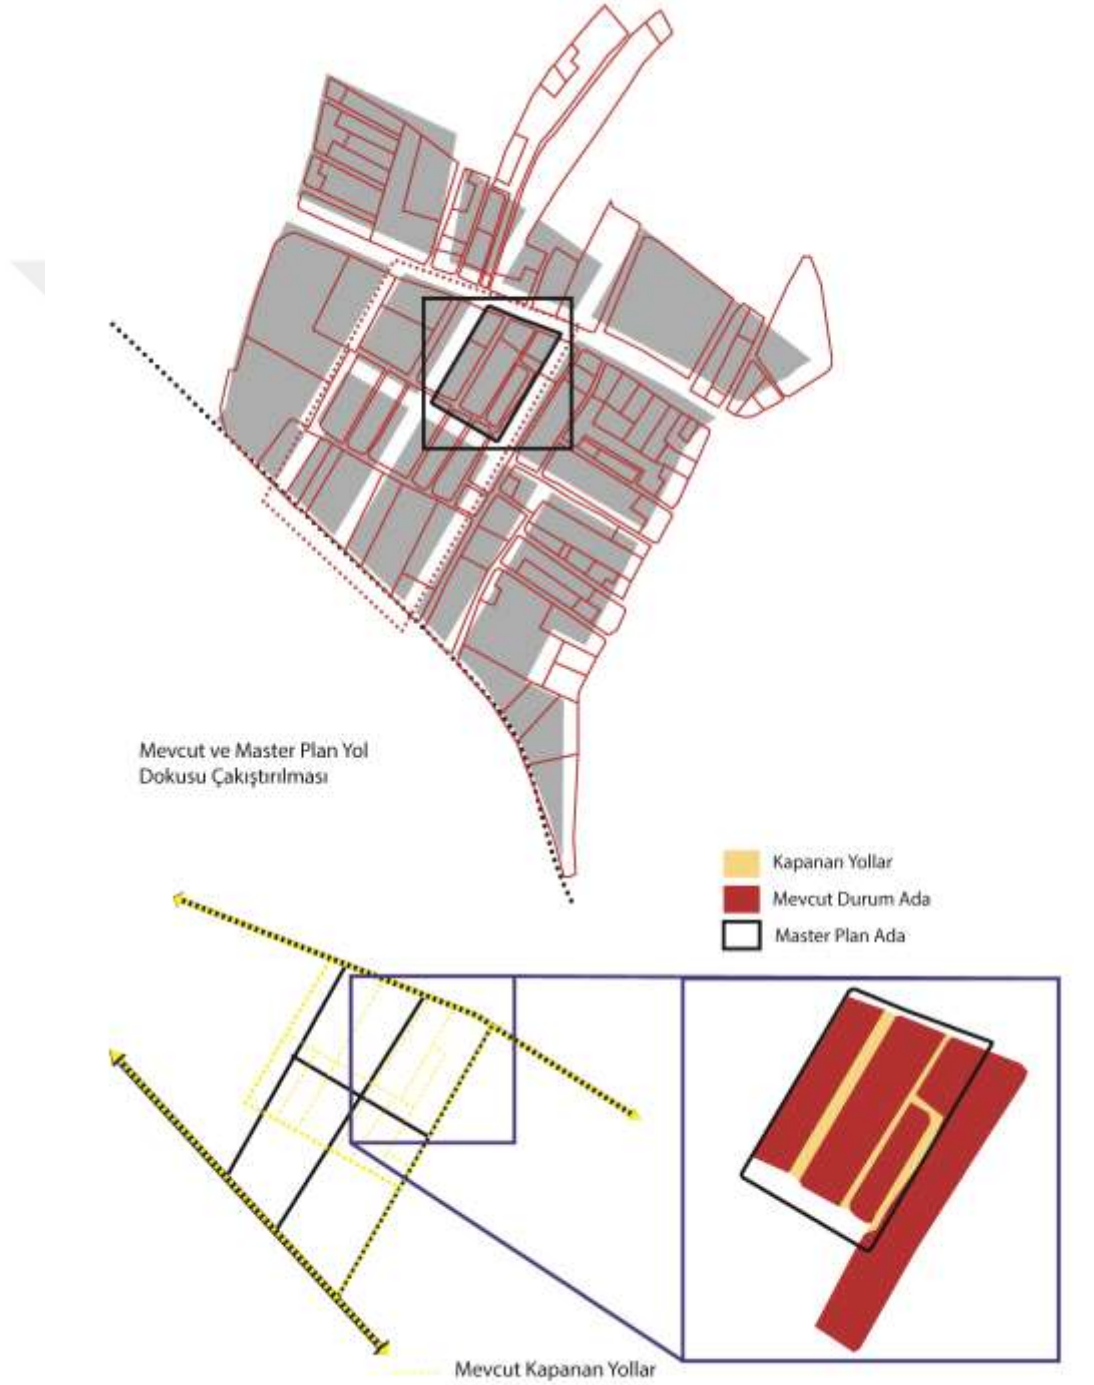 Mevcut ve Master Plan Yol
Dokusu Çakıştırılması
Kapanan Yollar
Mevcut Durum Ada
Master Plan Ada
Mevcut Kapanan Yollar